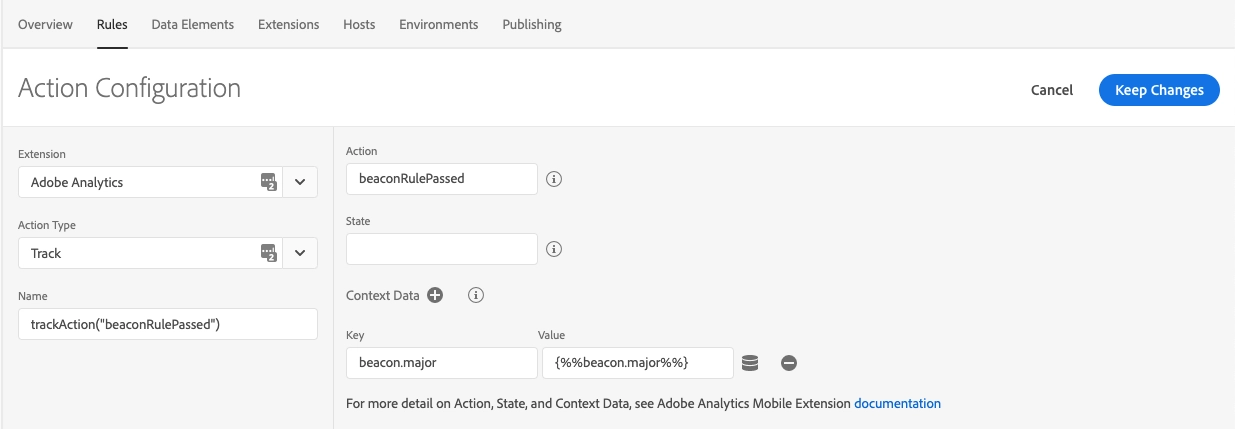 Overview Rules Data Elements Extensions Hosts Environments Publishing
Action Configuration
Cancel Keep Changes
Extension
Adobe Analytics 2
Action Type
Track 2
Name
trackAction("beaconRulePassed")
Action
beaconRulePassed
State
Context Data
Key Value
beacon.major {%%beacon.major%%}
For more detail on Action, State, and Context Data, see Adobe Analytics Mobile Extension documentation